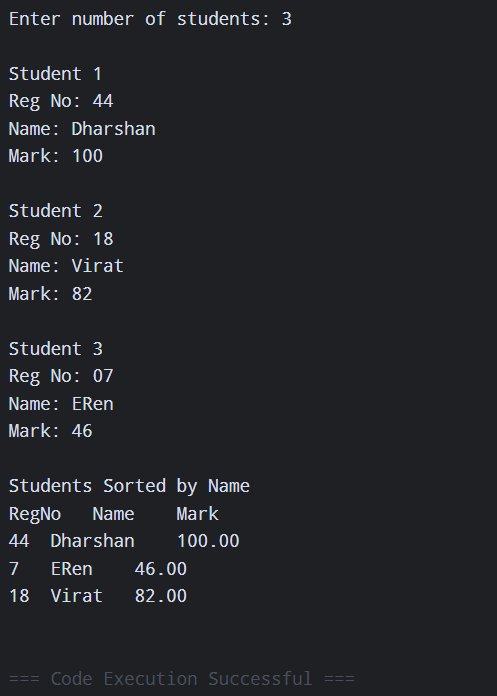 Enter number of students: 3
Student 1
Reg No: 44
Name: Dharshan
Mark: 100
Student 2
Reg No: 18
Name: Virat
Mark: 82
Student 3
Reg No: 07
Name: ERen
Mark: 46
Students Sorted by Name
RegNo   Name    Mark
44  Dharshan    100.00
7   ERen    46.00
18  Virat   82.00
=== Code Execution Successful ===